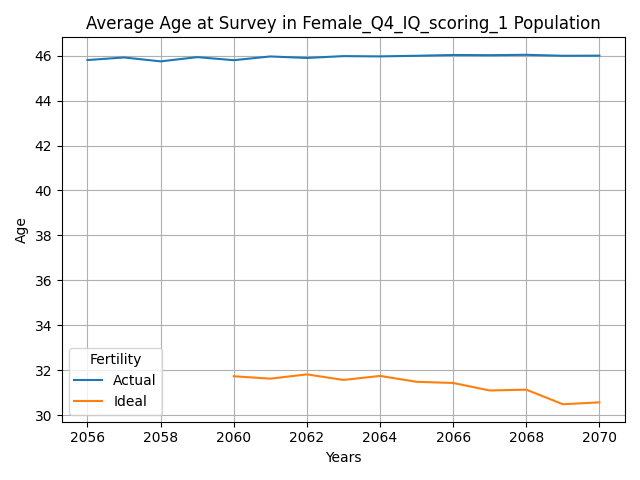 Average Age at Survey in Female_Q4_IQ_scoring_1 Population
46
44
42
40
38
36
34
32
30
Age
Fertility
Actual
Ideal
2056 2058 2060 2062 2064 2066 2068 2070
Years